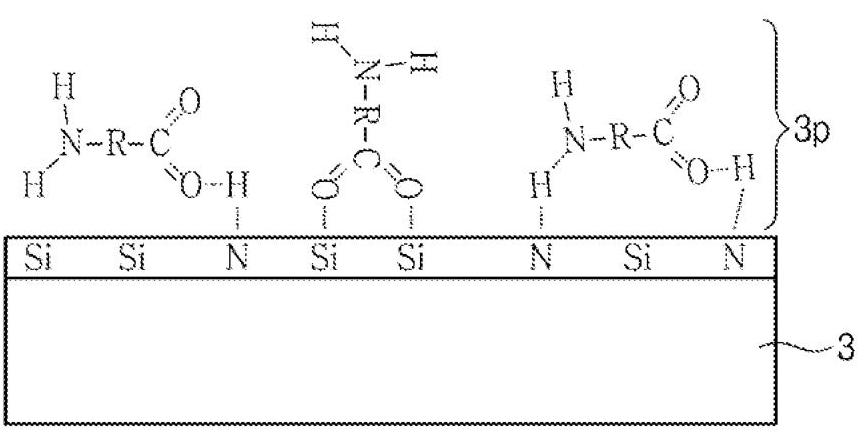 H H N H H N R C O O H
H N H R C O O
H N H R C O O H
3p
Si Si N Si Si N Si N
3